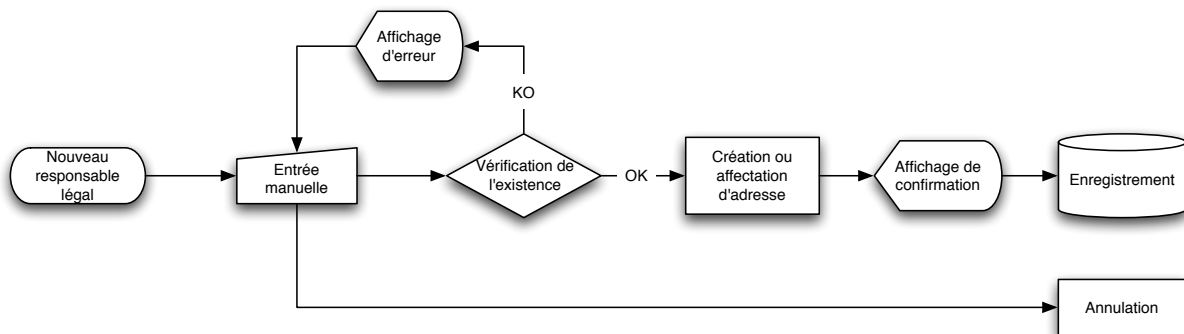 Affichage
d'erreur
KO
Nouveau
responsable
légal
Entrée
manuelle
Vérification de
l'existence
OK
Création ou
affectation
d'adresse
Affichage de
confirmation
Enregistrement
Annulation